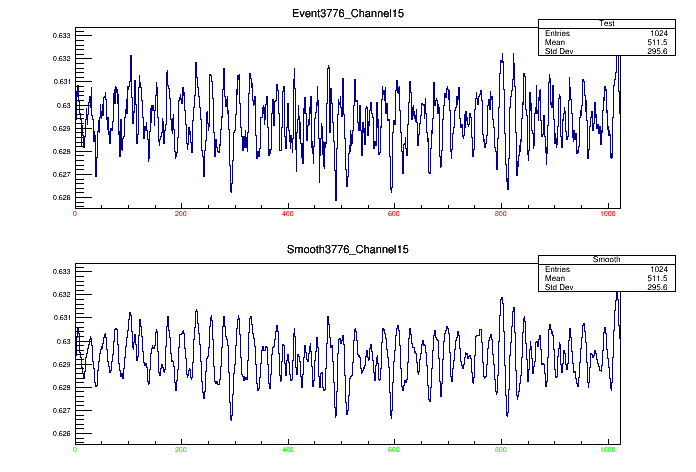 Event3776_Channel15
Test
Entries 1024
Mean 511.5
Std Dev 295.6
0.633
0.632
0.631
0.63
0.629
0.628
0.627
0.626
0 200 400 600 800 1000
Smooth3776_Channel15
Smooth
Entries 1024
Mean 511.5
Std Dev 295.6
0.633
0.632
0.631
0.63
0.629
0.628
0.627
0.626
0 200 400 600 800 1000